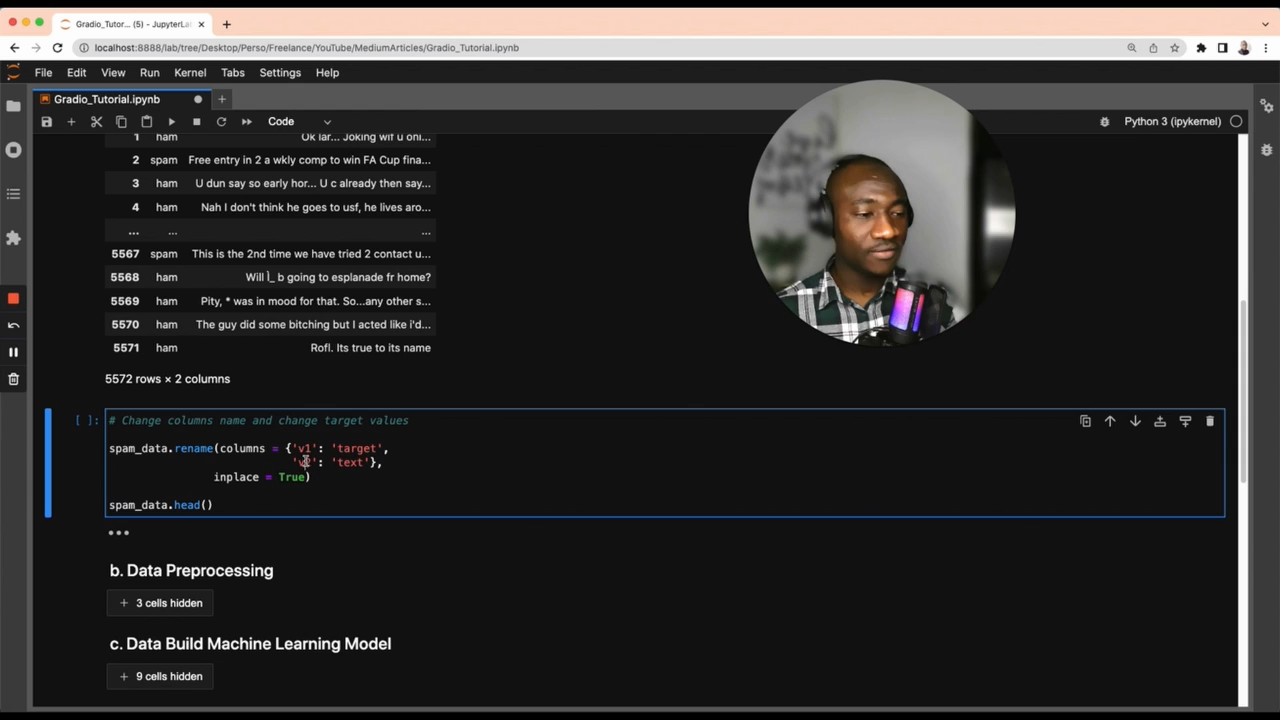 Gradio_Tutor... (5) - JupyterLa
localhost:8888/lab/tree/Desktop/Perso/Freelance/YouTube/MediumArticles/Gradio_Tutorial.ipynb
File Edit View Run Kernel Tabs Settings Help
Gradio_Tutorial.ipynb
Code
Python 3 (ipykernel)
1 ham Ok lar... Joking wif u oni...
2 spam Free entry in 2 a wkly comp to win FA Cup fina...
3 ham U dun say so early hor... U c already then say...
4 ham Nah I don't think he goes to usf, he lives aro...
... ... ...
5567 spam This is the 2nd time we have tried 2 contact u...
5568 ham Will Ì_ b going to esplanade fr home?
5569 ham Pity, * was in mood for that. So...any other s...
5570 ham The guy did some bitching but I acted like i'd...
5571 ham Rofl. Its true to its name
5572 rows × 2 columns
[ ]: # Change columns name and change target values
spam_data.rename(columns = {'v1': 'target',
'v2': 'text'},
inplace = True)
spam_data.head()
b. Data Preprocessing
+ 3 cells hidden
c. Data Build Machine Learning Model
+ 9 cells hidden